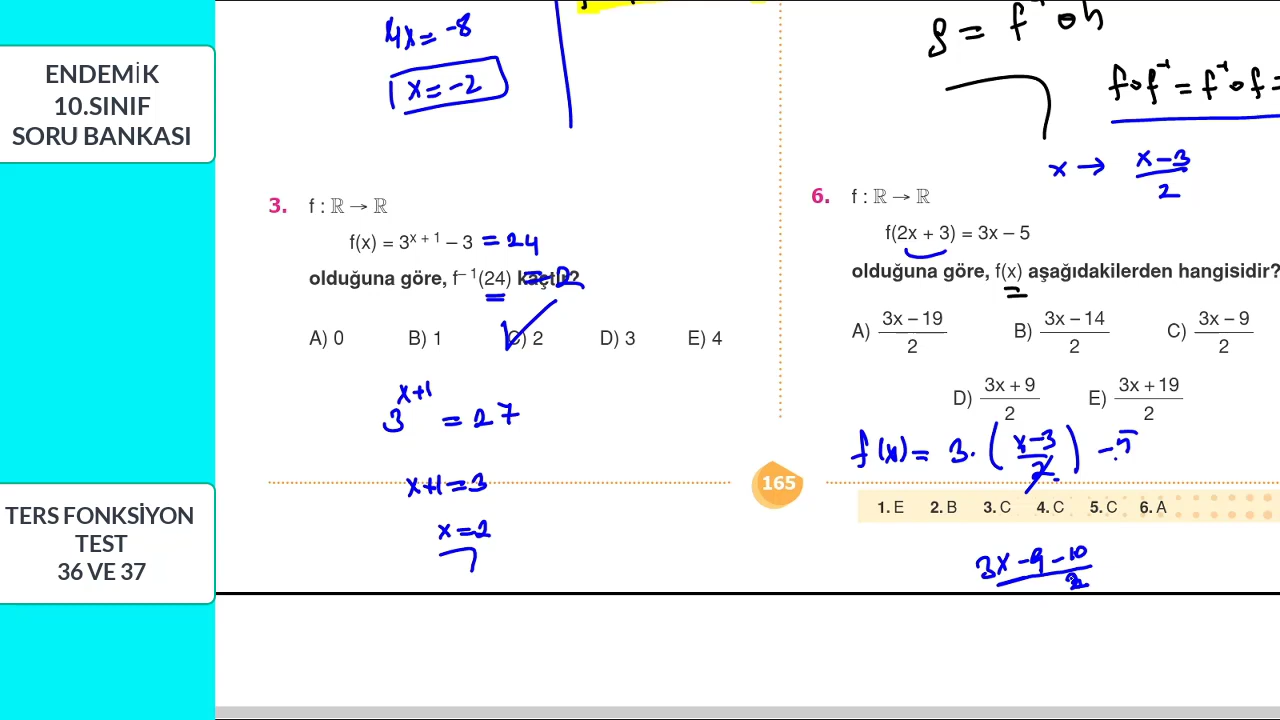 ENDEMİK
10.SINIF
SORU BANKASI
TERS FONKSİYON
TEST
36 VE 37
4x = -8
x = -2
3. f : ℝ → ℝ
f(x) = 3ˣ⁺¹ – 3 = 24
olduğuna göre, f⁻¹(24) kaçtır? = 2
A) 0 B) 1 C) 2 D) 3 E) 4
3ˣ⁺¹ = 27
x+1 = 3
x = 2
g = f⁻¹ o h
f o f⁻¹ = f⁻¹ o f =
x → (x-3)/2
6. f : ℝ → ℝ
f(2x + 3) = 3x – 5
olduğuna göre, f(x) aşağıdakilerden hangisidir?
A) (3x – 19)/2 B) (3x – 14)/2 C) (3x – 9)/2
D) (3x + 9)/2 E) (3x + 19)/2
f(x) = 3. ((x-3)/2) - 5
165
1. E 2. B 3. C 4. C 5. C 6. A
(3x - 9 - 10)/2